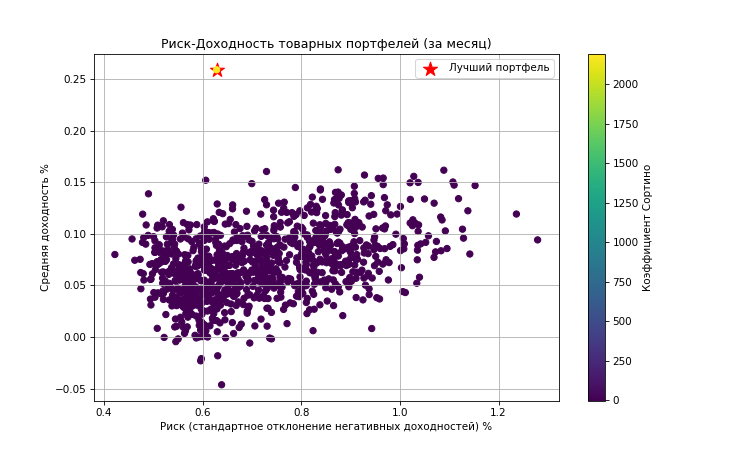 Риск-Доходность товарных портфелей (за месяц)
Лучший портфель
Средняя доходность %
0.25
0.20
0.15
0.10
0.05
0.00
−0.05
0.4 0.6 0.8 1.0 1.2
Риск (стандартное отклонение негативных доходностей) %
2000
1750
1500
1250
1000
750
500
250
0
Коэффициент Сортино